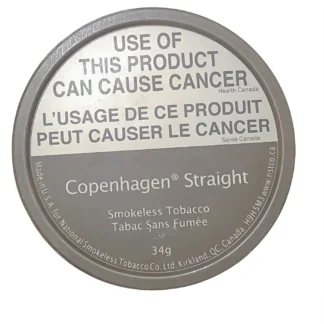 USE OF
THIS PRODUCT
CAN CAUSE CANCER
Health Canada
L'USAGE DE CE PRODUIT
PEUT CAUSER LE CANCER
Santé Canada
Copenhagen® Straight
Smokeless Tobacco
Tabac Sans Fumée
34g
Made in U.S.A. for National Smokeless Tobacco Co. Ltd. Kirkland, QC, Canada, H9H 5M3 www.nstco.ca